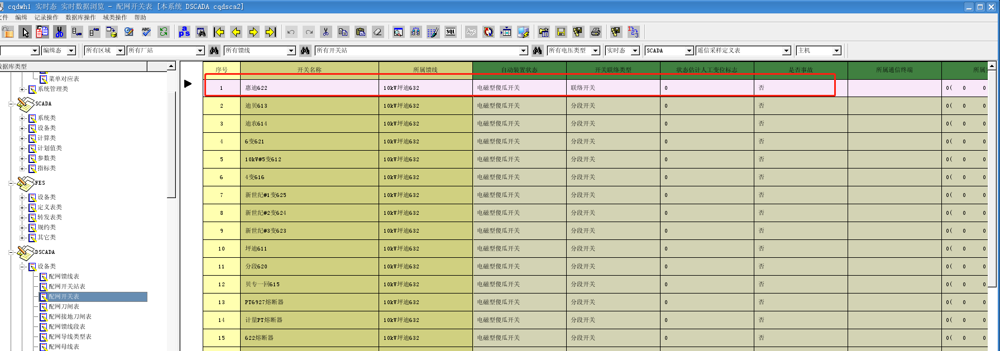 cqdwh1 实时态 实时数据浏览 - 配网开关表 [本系统 DSCADA cqdsca2]
文件 编缉 记录操作 数据库操作 域类操作 帮助
编缉态 所有区域 所有厂站 所有馈线 所有开关站 所有电压类型 实时态 SCADA 遥信采样定义表 主机
数据库类型
菜单对应表
系统管理类
SCADA
系统类
设备类
计算类
计划值类
参数类
指标类
FES
设备类
定义表类
转发表类
规约类
其它类
DSCADA
设备类
配网馈线表
配网开关站表
配网开关表
配网刀闸表
配网接地刀闸表
配网馈线段表
配网导线类型表
配网母线表
序号 开关名称 所属馈线 自动装置状态 开关联络类型 状态估计人工变位标志 是否事故 所属通信终端 所属
1 惠迪622 10kV坪迪632 电磁型傻瓜开关 联络开关 0 否 0( 0 0
2 迪贝613 10kV坪迪632 电磁型傻瓜开关 分段开关 0 否 0( 0 0
3 迪农614 10kV坪迪632 电磁型傻瓜开关 分段开关 0 否 0( 0 0
4 6变621 10kV坪迪632 电磁型傻瓜开关 分段开关 0 否 0( 0 0
5 10kV#5变612 10kV坪迪632 电磁型傻瓜开关 分段开关 0 否 0( 0 0
6 4变616 10kV坪迪632 电磁型傻瓜开关 分段开关 0 否 0( 0 0
7 新世纪#1变625 10kV坪迪632 电磁型傻瓜开关 分段开关 0 否 0( 0 0
8 新世纪#2变624 10kV坪迪632 电磁型傻瓜开关 分段开关 0 否 0( 0 0
9 新世纪#3变623 10kV坪迪632 电磁型傻瓜开关 分段开关 0 否 0( 0 0
10 坪迪611 10kV坪迪632 电磁型傻瓜开关 分段开关 0 否 0( 0 0
11 分段620 10kV坪迪632 电磁型傻瓜开关 分段开关 0 否 0( 0 0
12 贝专一回615 10kV坪迪632 电磁型傻瓜开关 分段开关 0 否 0( 0 0
13 PT6927熔断器 10kV坪迪632 电磁型傻瓜开关 分段开关 0 否 0( 0 0
14 计量PT熔断器 10kV坪迪632 电磁型傻瓜开关 分段开关 0 否 0( 0 0
15 622熔断器 10kV坪迪632 电磁型傻瓜开关 分段开关 0 否 0( 0 0